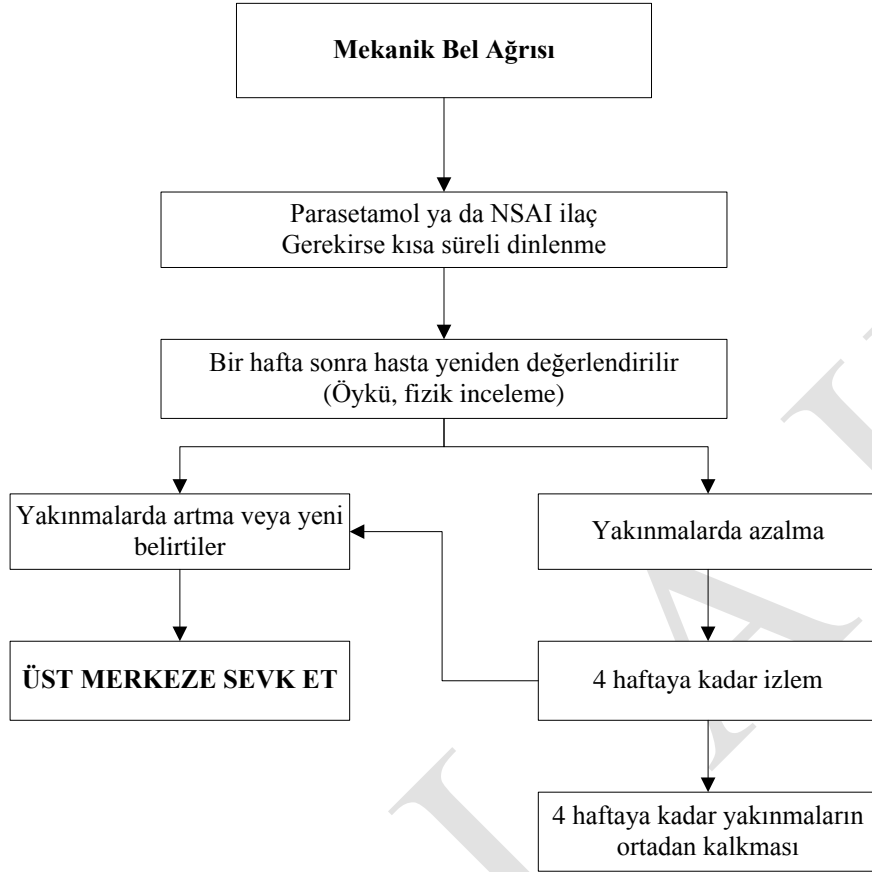 Mekanik Bel Ağrısı
Parasetamol ya da NSAI ilaç
Gerekirse kısa süreli dinlenme
Bir hafta sonra hasta yeniden değerlendirilir
(Öykü, fizik inceleme)
Yakınmalarda artma veya yeni
belirtiler
Yakınmalarda azalma
ÜST MERKEZE SEVK ET
4 haftaya kadar izlem
4 haftaya kadar yakınmaların
ortadan kalkması